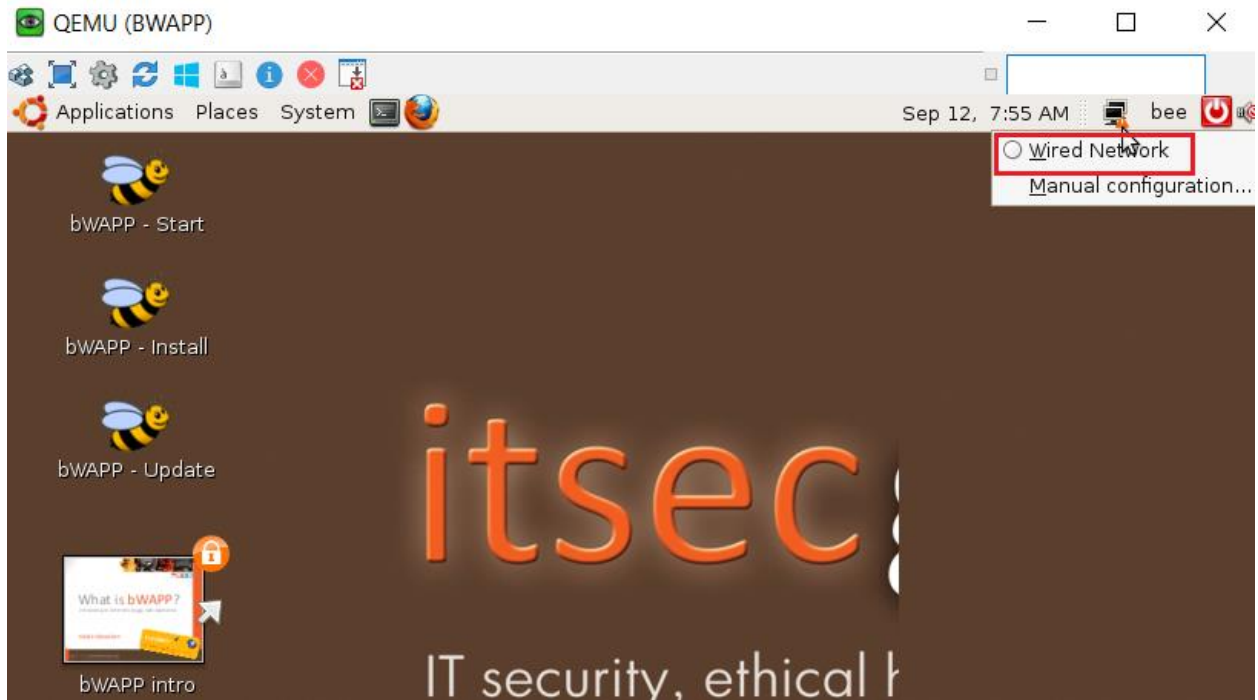 QEMU (BWAPP)
Applications Places System
Sep 12, 7:55 AM
bee
Wired Network
Manual configuration...
bWAPP - Start
bWAPP - Install
bWAPP - Update
What is bWAPP?
bWAPP intro
itsec
IT security, ethical h